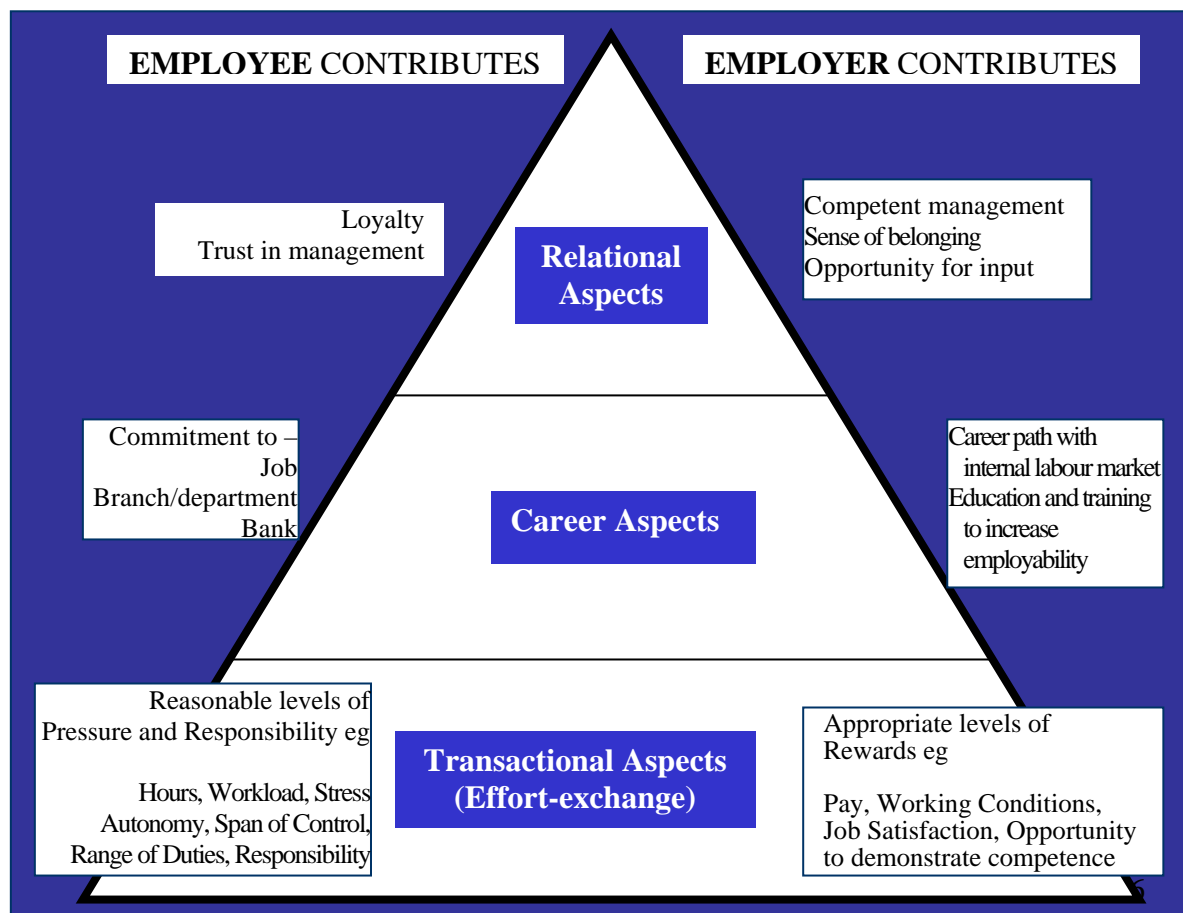 EMPLOYEE CONTRIBUTES
EMPLOYER CONTRIBUTES
Loyalty
Trust in management
Relational
Aspects
Competent management
Sense of belonging
Opportunity for input
Commitment to –
Job
Branch/department
Bank
Career Aspects
Career path with
internal labour market
Education and training
to increase
employability
Reasonable levels of
Pressure and Responsibility eg
Hours, Workload, Stress
Autonomy, Span of Control,
Range of Duties, Responsibility
Transactional Aspects
(Effort-exchange)
Appropriate levels of
Rewards eg
Pay, Working Conditions,
Job Satisfaction, Opportunity
to demonstrate competence